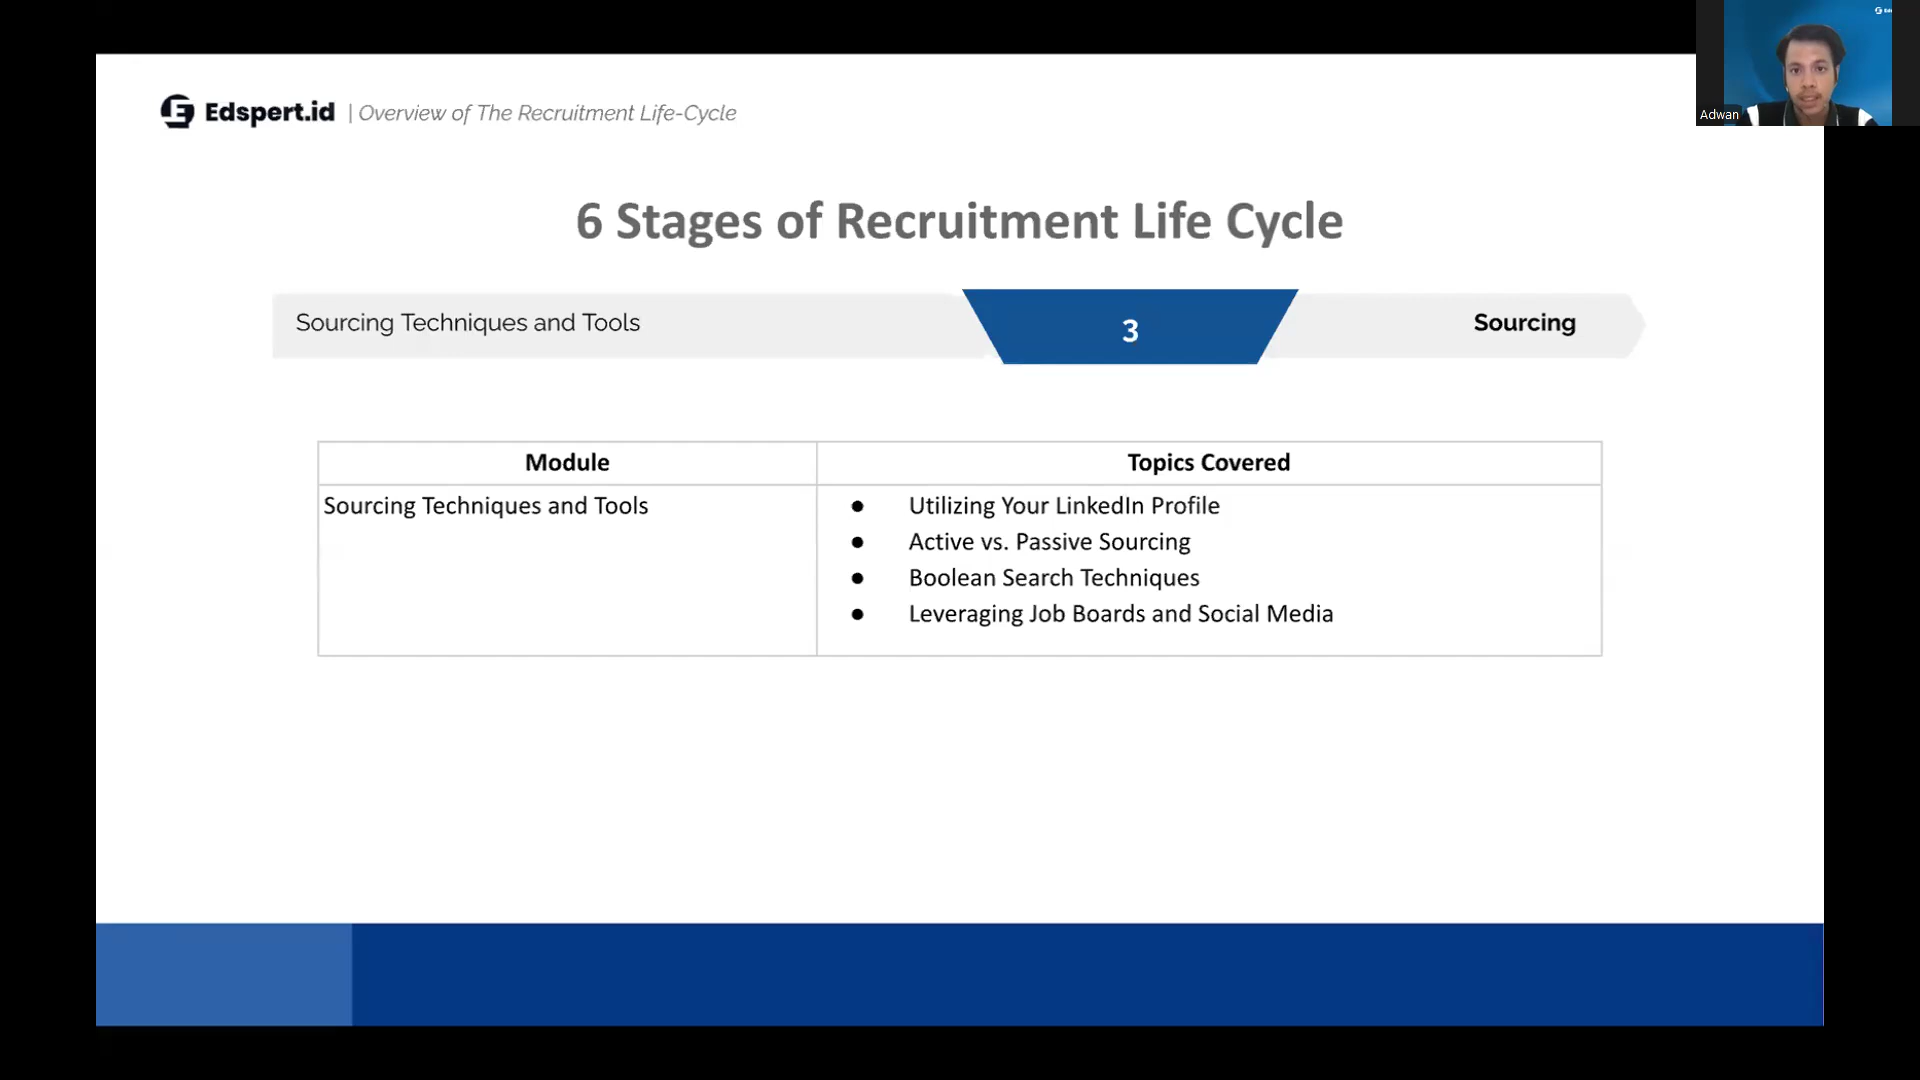 Edspert.id | Overview of The Recruitment Life-Cycle
Adwan
6 Stages of Recruitment Life Cycle
Sourcing Techniques and Tools
3
Sourcing
Module
Topics Covered
Sourcing Techniques and Tools
● Utilizing Your LinkedIn Profile
● Active vs. Passive Sourcing
● Boolean Search Techniques
● Leveraging Job Boards and Social Media